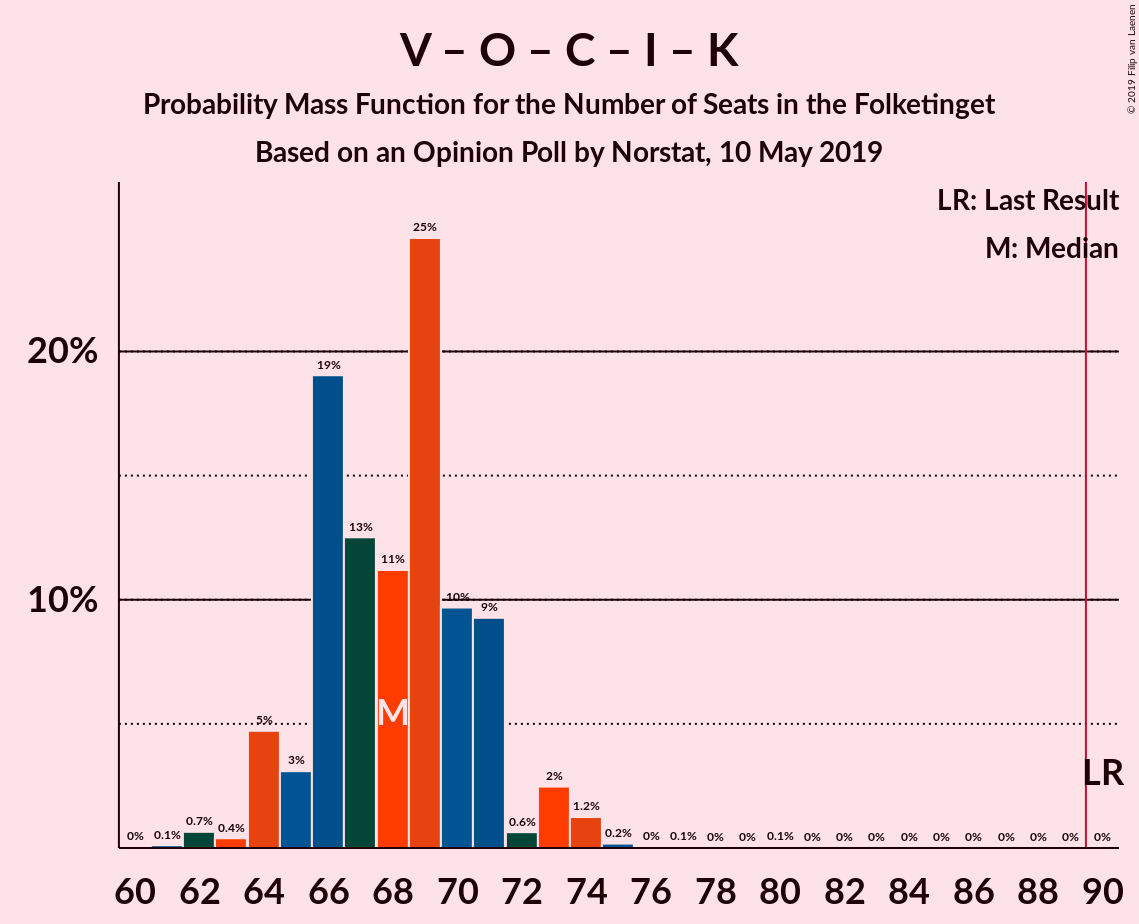 V – O – C – I – K
Probability Mass Function for the Number of Seats in the Folketinget
Based on an Opinion Poll by Norstat, 10 May 2019
© 2019 Filip van Laenen
LR: Last Result
M: Median
20%
10%
0% 0.1% 0.7% 0.4% 5% 3% 19% 13% 11% 25% 10% 9% 0.6% 2% 1.2% 0.2% 0% 0.1% 0% 0% 0.1% 0% 0% 0% 0% 0% 0% 0% 0% 0% 0%
M
LR
60 62 64 66 68 70 72 74 76 78 80 82 84 86 88 90